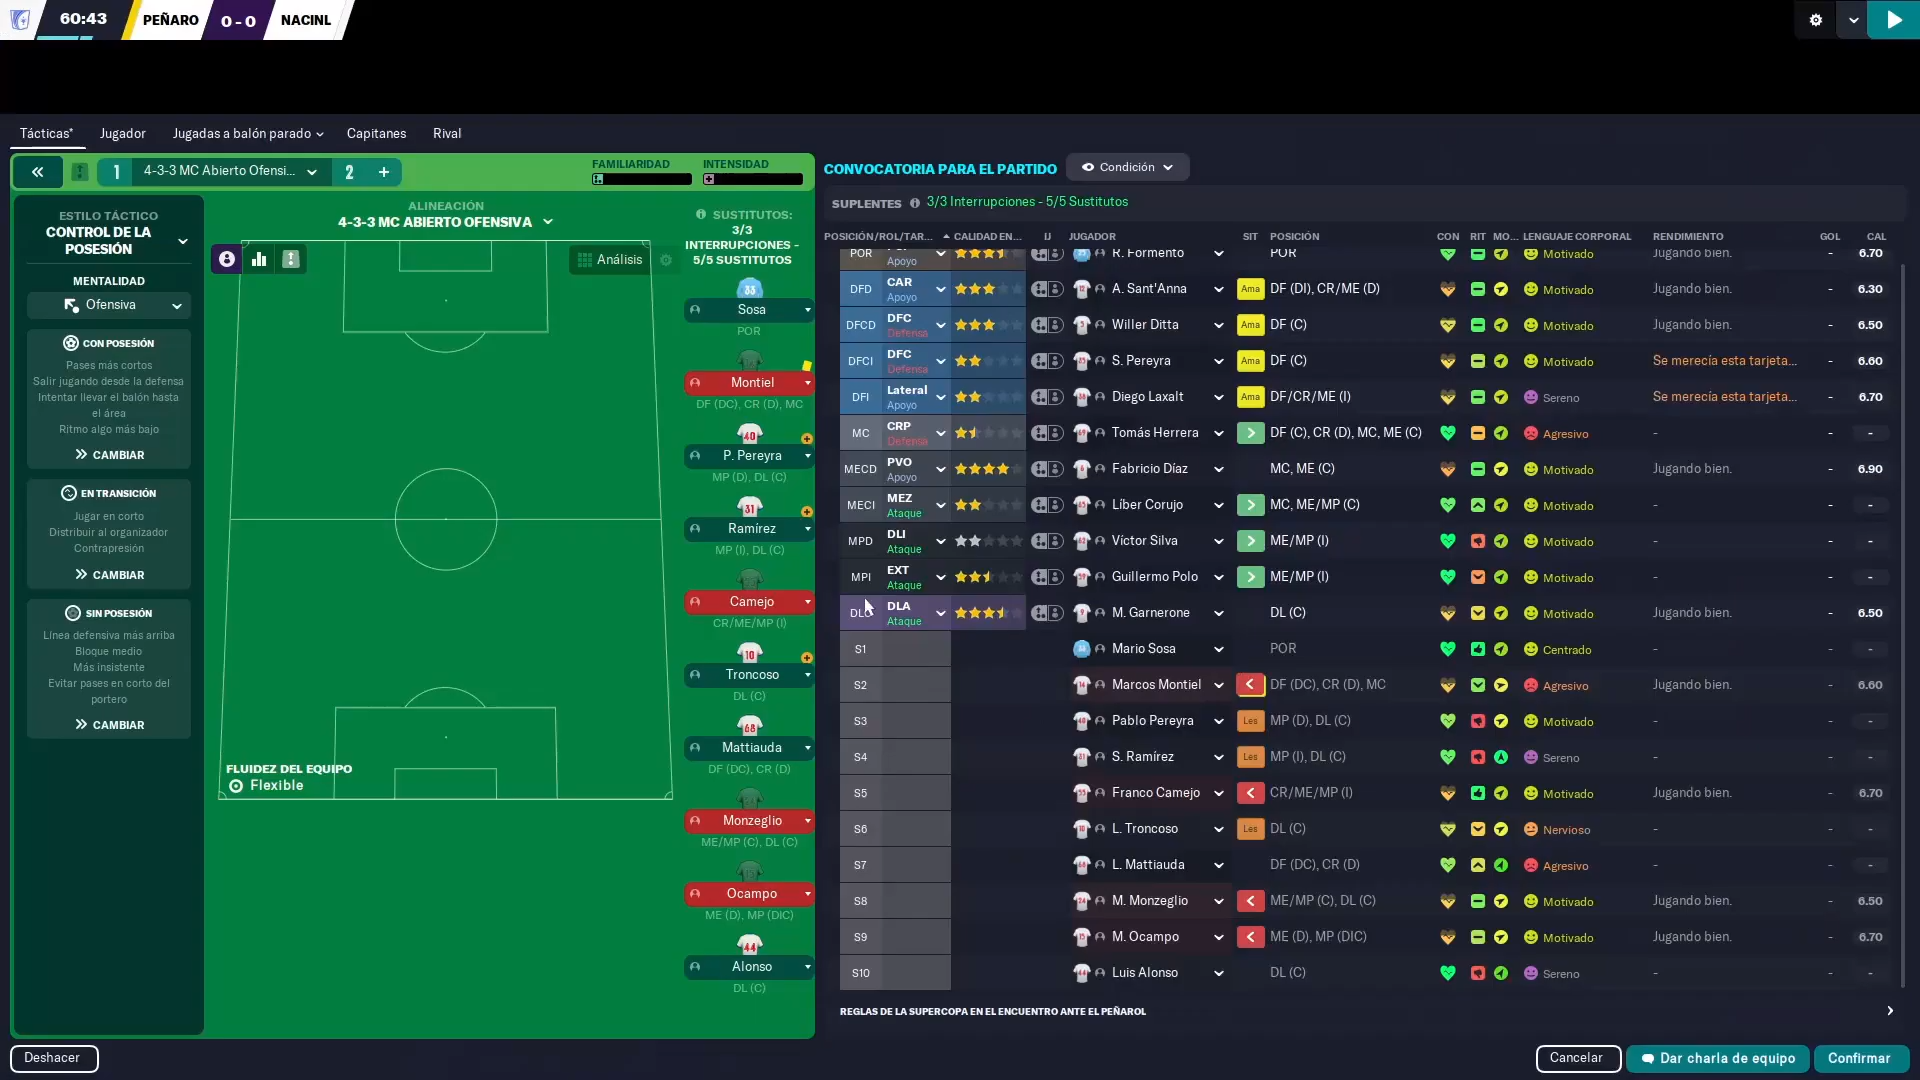 60:43 PEÑARO 0 - 0 NACINL
Tácticas* Jugador Jugadas a balón parado Capitanes Rival
1 4-3-3 MC Abierto Ofensi... 2 +
FAMILIARIDAD INTENSIDAD
ESTILO TÁCTICO
CONTROL DE LA
POSESIÓN
MENTALIDAD
Ofensiva
CON POSESIÓN
Pases más cortos
Salir jugando desde la defensa
Intentar llevar el balón hasta
el área
Ritmo algo más bajo
CAMBIAR
EN TRANSICIÓN
Jugar en corto
Distribuir al organizador
Contrapresión
CAMBIAR
SIN POSESIÓN
Línea defensiva más arriba
Bloque medio
Más insistente
Evitar pases en corto del
portero
CAMBIAR
ALINEACIÓN
4-3-3 MC ABIERTO OFENSIVA
Análisis
FLUIDEZ DEL EQUIPO
Flexible
SUSTITUTOS:
3/3
INTERRUPCIONES -
5/5 SUSTITUTOS
33
Sosa
POR
Montiel
DF (DC), CR (D), MC
40
P. Pereyra
MP (D), DL (C)
31
Ramírez
MP (I), DL (C)
Camejo
CR/ME/MP (I)
10
Troncoso
DL (C)
68
Mattiauda
DF (DC), CR (D)
Monzeglio
ME/MP (C), DL (C)
Ocampo
ME (D), MP (DIC)
44
Alonso
DL (C)
CONVOCATORIA PARA EL PARTIDO Condición
SUPLENTES 3/3 Interrupciones - 5/5 Sustitutos
POSICIÓN/ROL/TAR... CALIDAD EN... IJ JUGADOR SIT POSICIÓN CON RIT MO... LENGUAJE CORPORAL RENDIMIENTO GOL CAL
POR Apoyo R. Formento POR Motivado Jugando bien. - 6.70
DFD CAR Apoyo A. Sant'Anna Ama DF (DI), CR/ME (D) Motivado Jugando bien. - 6.30
DFCD DFC Defensa Willer Ditta Ama DF (C) Motivado Jugando bien. - 6.50
DFCI DFC Defensa S. Pereyra Ama DF (C) Motivado Se merecía esta tarjeta... - 6.60
DFI Lateral Apoyo Diego Laxalt Ama DF/CR/ME (I) Sereno Se merecía esta tarjeta... - 6.70
MC CRP Defensa Tomás Herrera DF (C), CR (D), MC, ME (C) Agresivo - - -
MECD PVO Apoyo Fabricio Díaz MC, ME (C) Motivado Jugando bien. - 6.90
MECI MEZ Ataque Líber Corujo MC, ME/MP (C) Motivado - - -
MPD DLI Ataque Víctor Silva ME/MP (I) Motivado - - -
MPI EXT Ataque Guillermo Polo ME/MP (I) Motivado - - -
DLA Ataque M. Garnerone DL (C) Motivado Jugando bien. - 6.50
S1 Mario Sosa POR Centrado - - -
S2 Marcos Montiel DF (DC), CR (D), MC Agresivo Jugando bien. - 6.60
S3 Pablo Pereyra Les MP (D), DL (C) Motivado - - -
S4 S. Ramírez Les MP (I), DL (C) Sereno - - -
S5 Franco Camejo CR/ME/MP (I) Motivado Jugando bien. - 6.70
S6 L. Troncoso Les DL (C) Nervioso - - -
S7 L. Mattiauda DF (DC), CR (D) Agresivo - - -
S8 M. Monzeglio ME/MP (C), DL (C) Motivado Jugando bien. - 6.50
S9 M. Ocampo ME (D), MP (DIC) Motivado Jugando bien. - 6.70
S10 Luis Alonso DL (C) Sereno - - -
REGLAS DE LA SUPERCOPA EN EL ENCUENTRO ANTE EL PEÑAROL
Deshacer Cancelar Dar charla de equipo Confirmar